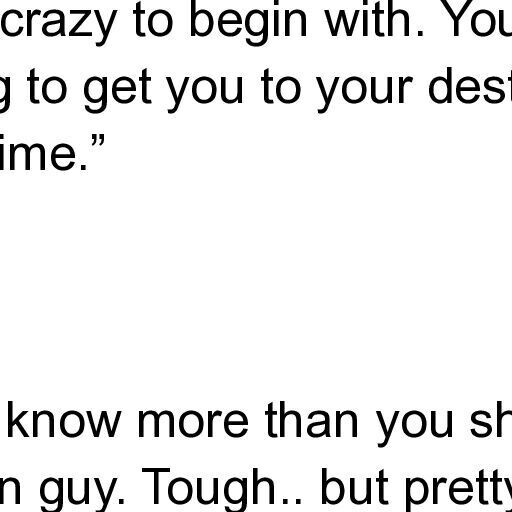 crazy to begin with. You
g to get you to your dest
ime.”
know more than you sh
n guy. Tough.. but pretty